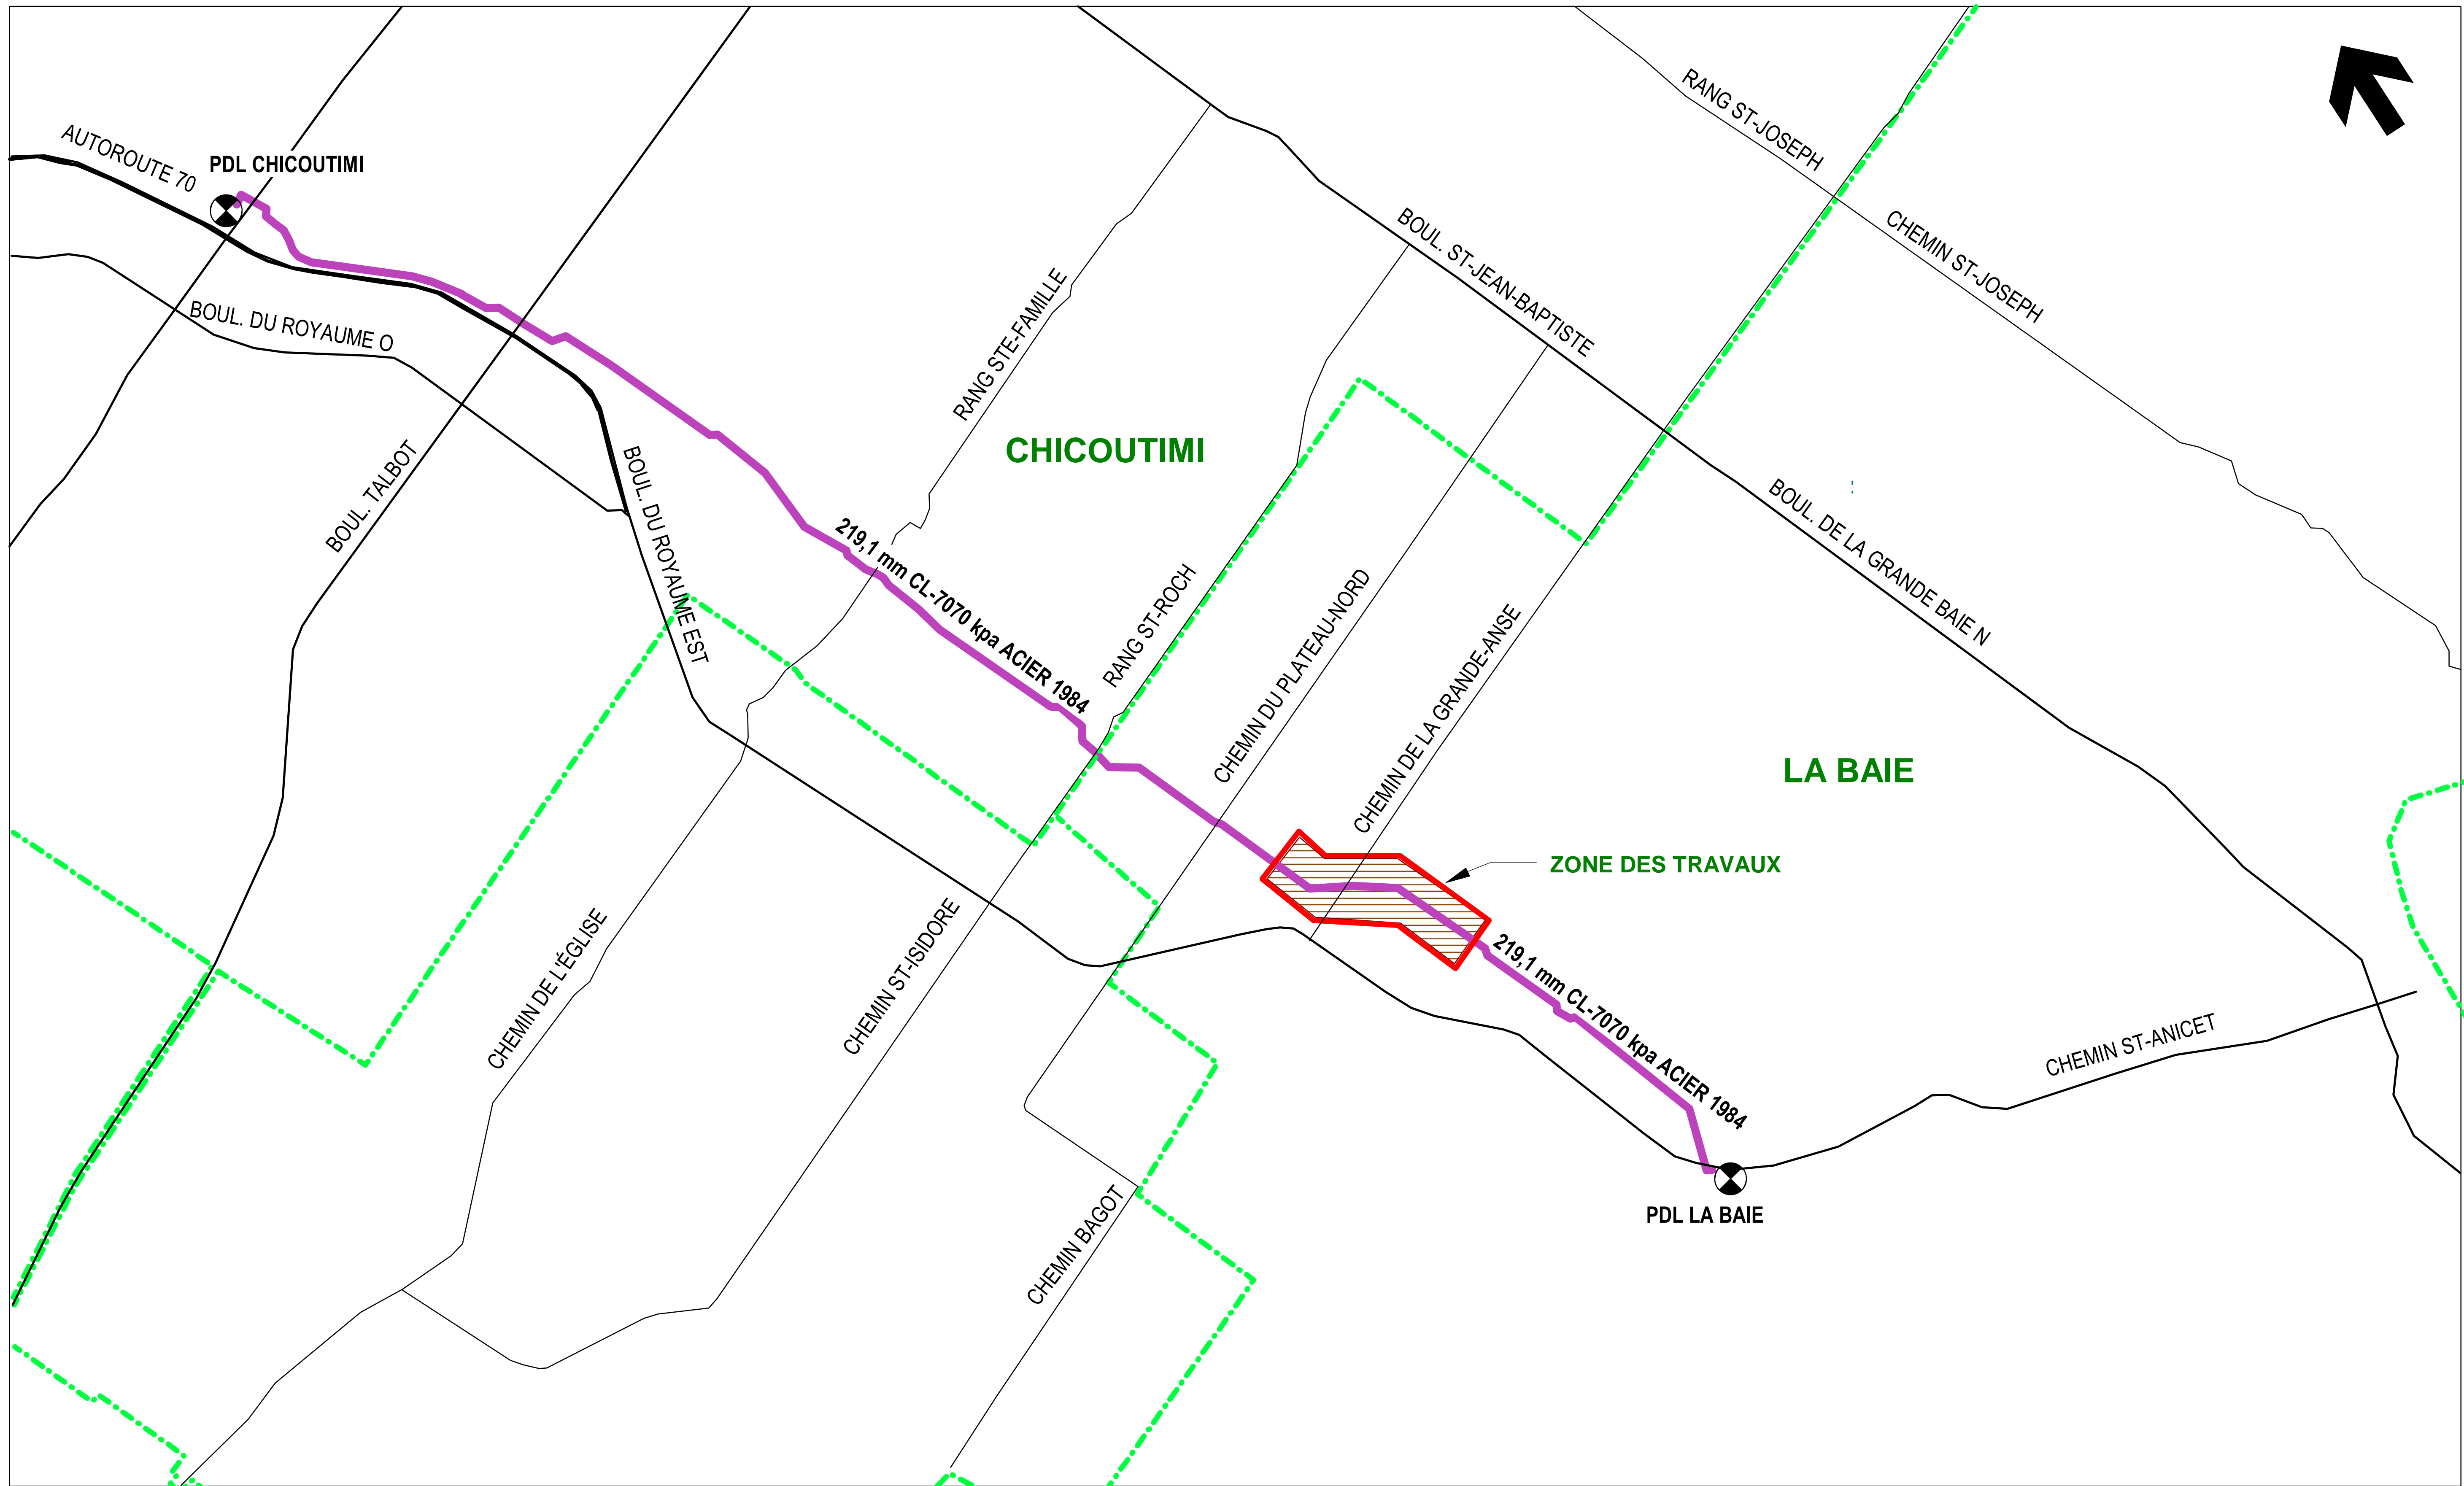 RANG ST-JOSEPH
AUTOROUTE 70
PDL CHICOUTIMI
CHEMIN ST-JOSEPH
BOUL. ST-JEAN-BAPTISTE
BOUL. DU ROYAUME O
RANG STE-FAMILLE
CHICOUTIMI
BOUL. TALBOT
BOUL. DU ROYAUME EST
BOUL. DE LA GRANDE BAIE N
219,1 mm CL-7070 kpa ACIER 1984
RANG ST-ROCH
CHEMIN DU PLATEAU-NORD
CHEMIN DE LA GRANDE-ANSE
LA BAIE
ZONE DES TRAVAUX
CHEMIN DE L'ÉGLISE
CHEMIN ST-ISIDORE
219,1 mm CL-7070 kpa ACIER 1984
CHEMIN ST-ANICET
PDL LA BAIE
CHEMIN BAGOT